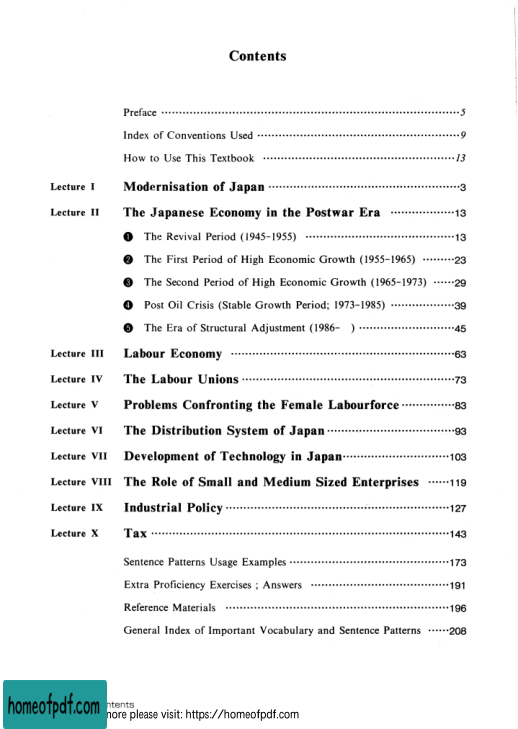 Contents
Preface 5
Index of Conventions Used 9
How to Use This Textbook 13
Lecture I Modernisation of Japan 3
Lecture II The Japanese Economy in the Postwar Era 13
❶ The Revival Period (1945-1955) 13
❷ The First Period of High Economic Growth (1955-1965) 23
❸ The Second Period of High Economic Growth (1965-1973) 29
❹ Post Oil Crisis (Stable Growth Period; 1973-1985) 39
❺ The Era of Structural Adjustment (1986- ) 45
Lecture III Labour Economy 63
Lecture IV The Labour Unions 73
Lecture V Problems Confronting the Female Labourforce 83
Lecture VI The Distribution System of Japan 93
Lecture VII Development of Technology in Japan 103
Lecture VIII The Role of Small and Medium Sized Enterprises 119
Lecture IX Industrial Policy 127
Lecture X Tax 143
Sentence Patterns Usage Examples 173
Extra Proficiency Exercises ; Answers 191
Reference Materials 196
General Index of Important Vocabulary and Sentence Patterns 208
homeofpdf.com
ntents
more please visit: https://homeofpdf.com